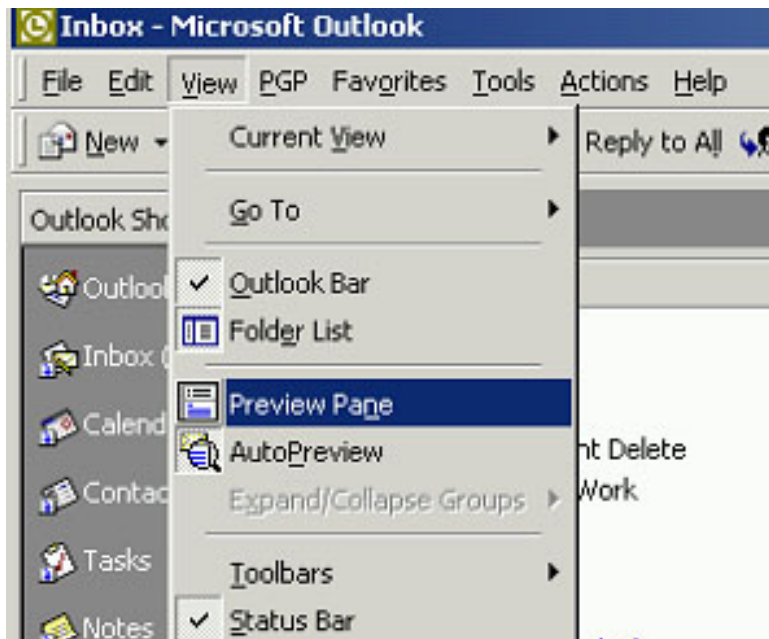 Inbox - Microsoft Outlook
File Edit View PGP Favorites Tools Actions Help
New Reply to All
Current View
Outlook Sho
Go To
Outlook Bar
Outlool
Folder List
Inbox (
Preview Pane
Calend
AutoPreview
nt Delete
Expand/Collapse Groups
Work
Contac
Tasks
Toolbars
Notes
Status Bar